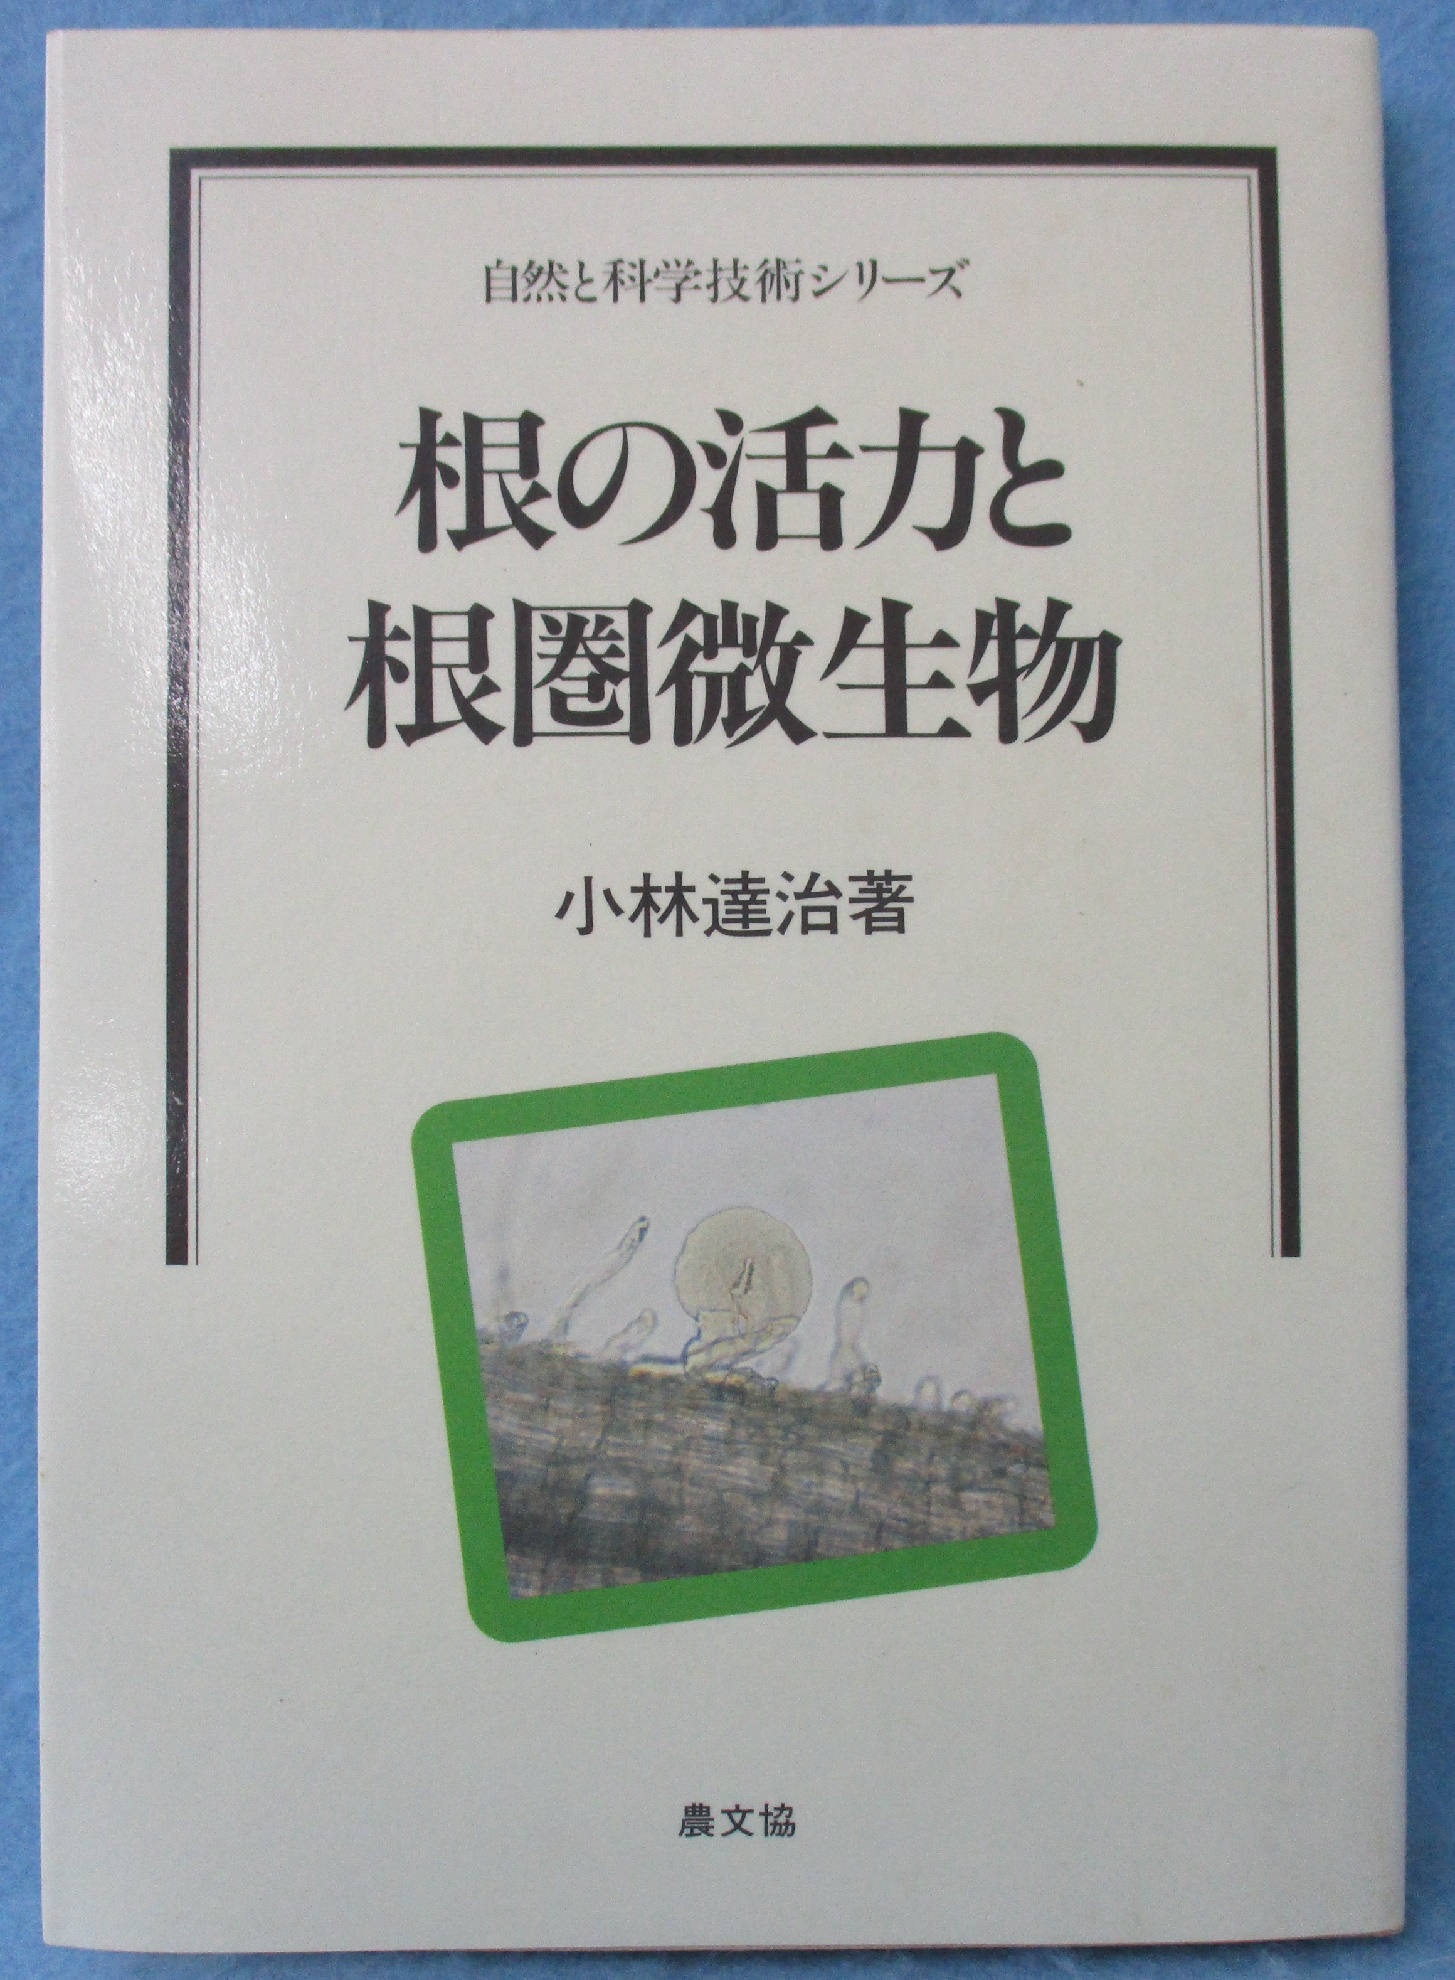 自然と科学技術シリーズ
根の活力と
根圏微生物
小林達治著
農文協